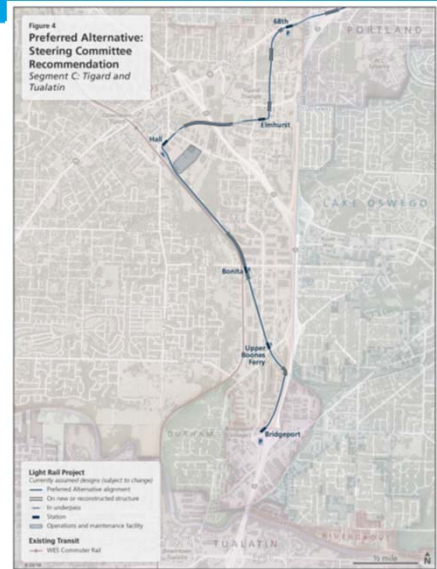 Figure 4
Preferred Alternative:
Steering Committee
Recommendation
Segment C: Tigard and
Tualatin
68th
P
PORTLAND
Elmhurst
Hall
LAKE OSWEGO
Bonita
Upper
Boones
Ferry
Bridgeport
P
DURHAM
RIVERGROVE
TUALATIN
Light Rail Project
Currently assumed designs (subject to change)
Preferred Alternative alignment
On new or reconstructed structure
In underpass
Station
Operations and maintenance facility
Existing Transit
WES Commuter Rail
½ mile
N